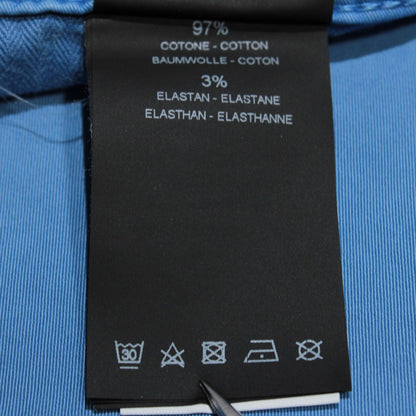 97%
COTONE - COTTON
BAUMWOLLE - COTON
3%
ELASTAN - ELASTANE
ELASTHAN - ELASTHANNE
30